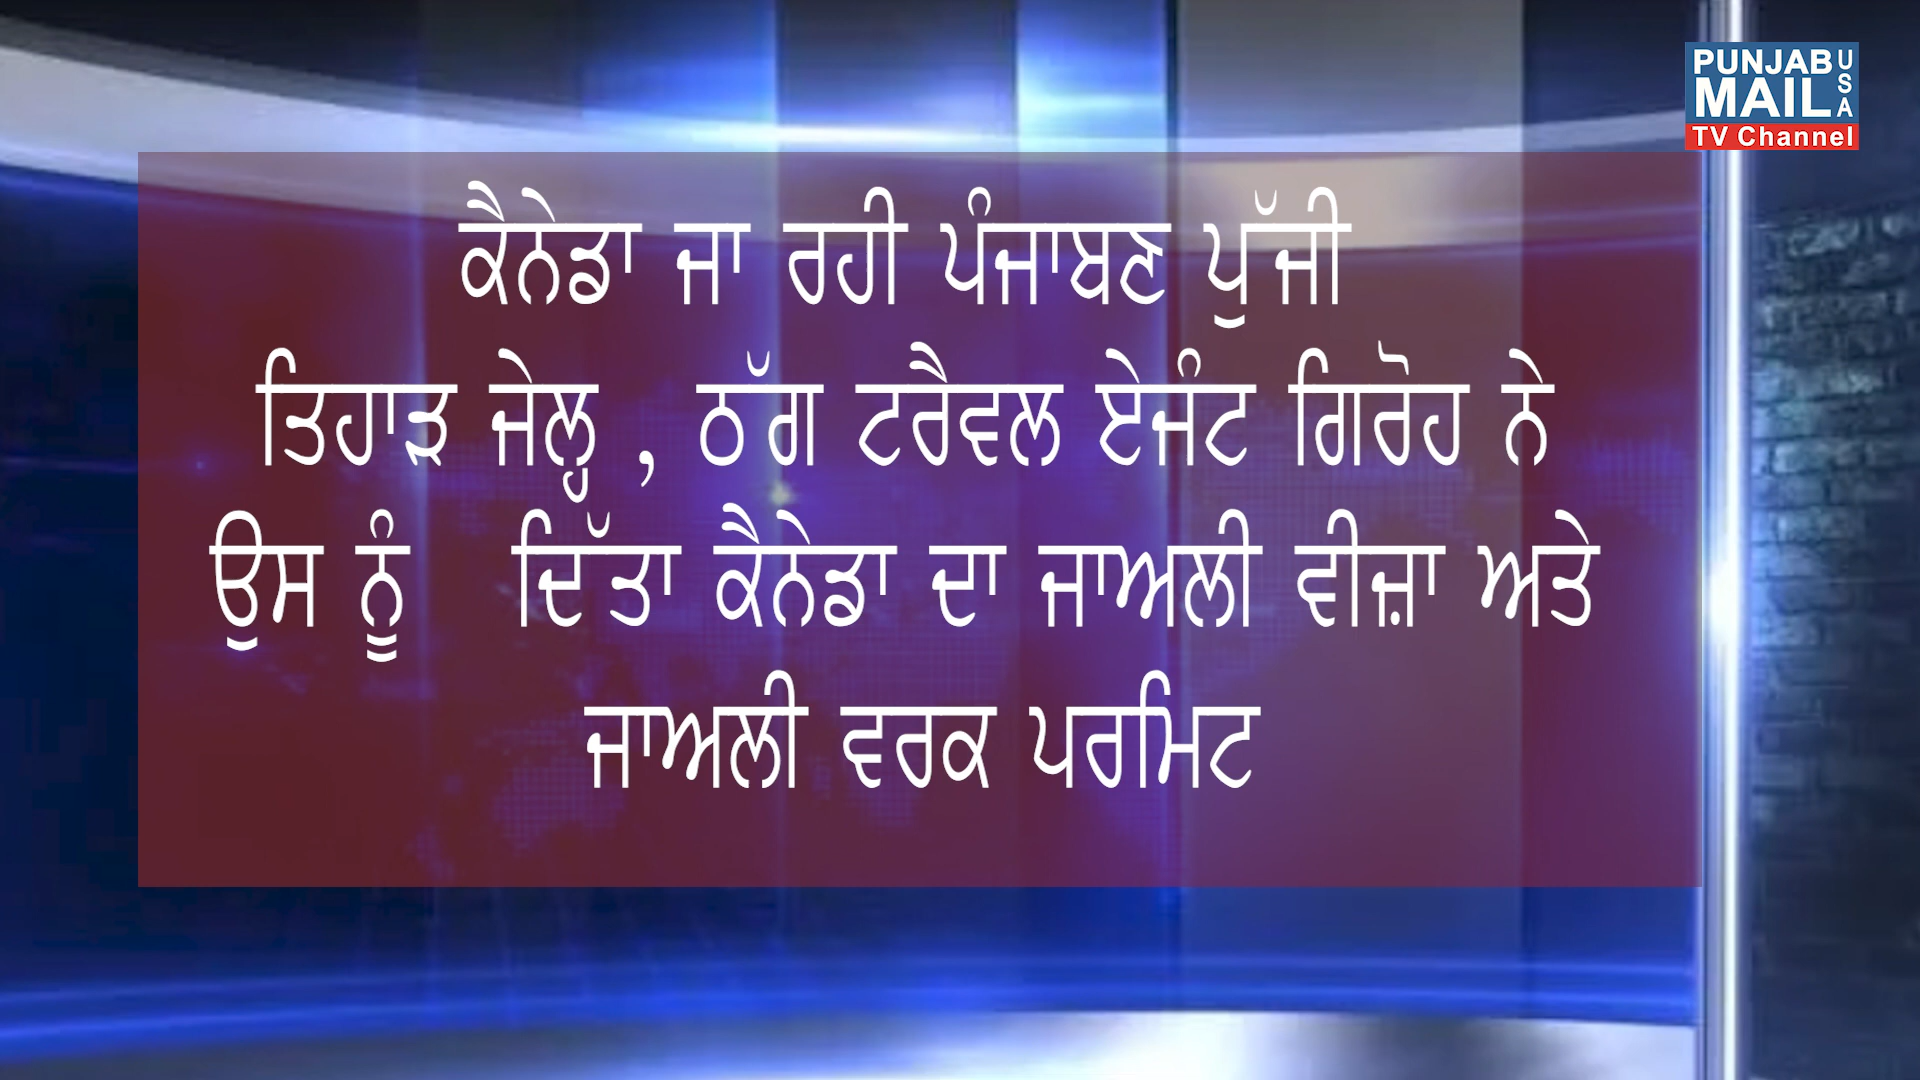 PUNJAB USA
MAIL
TV Channel
ਕੈਨੇਡਾ ਜਾ ਰਹੀ ਪੰਜਾਬਣ ਪੁੱਜੀ
ਤਿਹਾੜ ਜੇਲ੍ਹ , ਠੱਗ ਟਰੈਵਲ ਏਜੰਟ ਗਿਰੋਹ ਨੇ
ਉਸ ਨੂੰ ਦਿੱਤਾ ਕੈਨੇਡਾ ਦਾ ਜਾਅਲੀ ਵੀਜ਼ਾ ਅਤੇ
ਜਾਅਲੀ ਵਰਕ ਪਰਮਿਟ